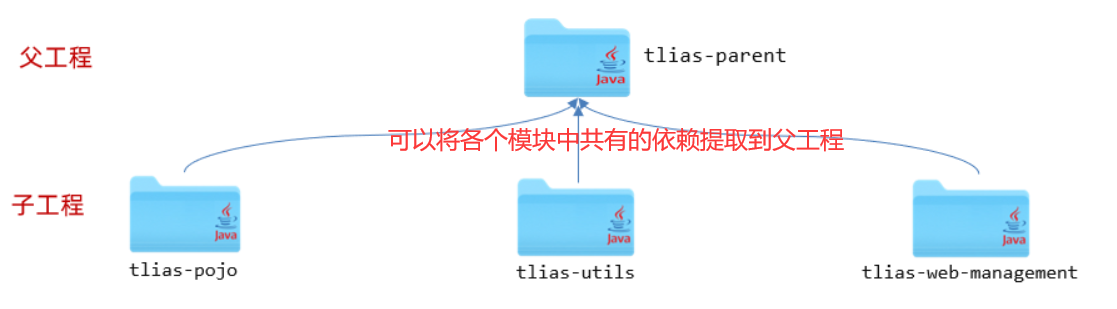 父工程
Java
tlias-parent
可以将各个模块中共有的依赖提取到父工程
子工程
Java
Java
Java
tlias-pojo
tlias-utils
tlias-web-management